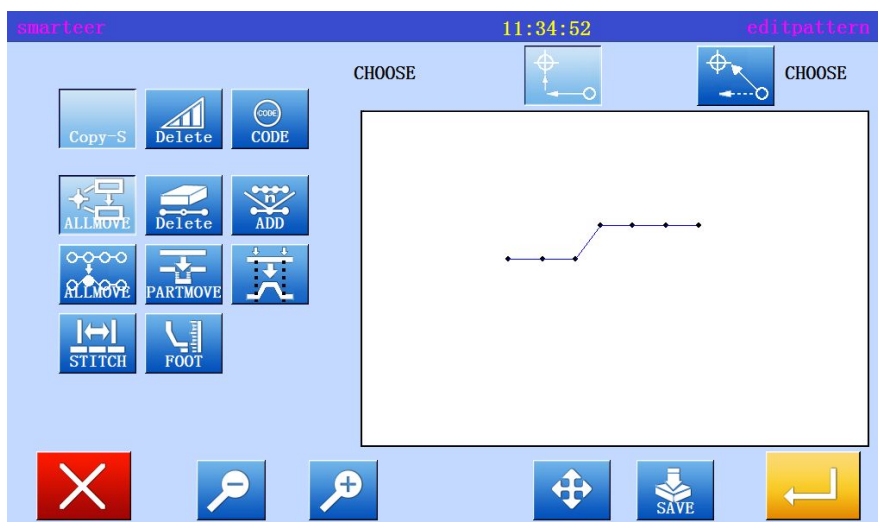 smarteer 11:34:52 editpattern
CHOOSE CHOOSE
Copy-S Delete CODE CODE
ALLMOVE Delete n ADD
ALLMOVE PARTMOVE
STITCH FOOT
SAVE